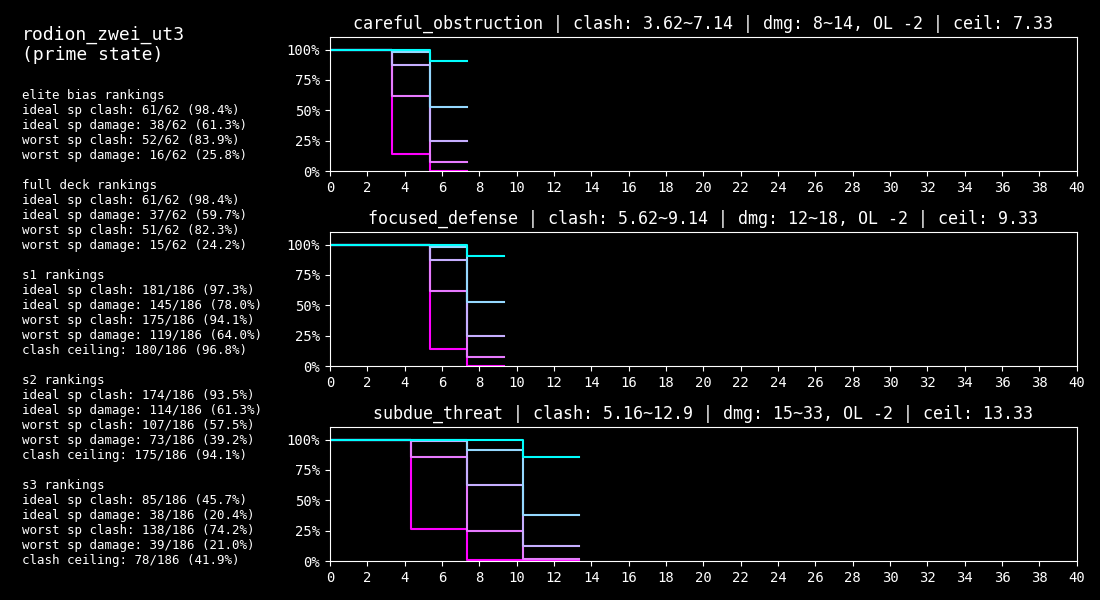 rodion_zwei_ut3
(prime state)
elite bias rankings
ideal sp clash: 61/62 (98.4%)
ideal sp damage: 38/62 (61.3%)
worst sp clash: 52/62 (83.9%)
worst sp damage: 16/62 (25.8%)
full deck rankings
ideal sp clash: 61/62 (98.4%)
ideal sp damage: 37/62 (59.7%)
worst sp clash: 51/62 (82.3%)
worst sp damage: 15/62 (24.2%)
s1 rankings
ideal sp clash: 181/186 (97.3%)
ideal sp damage: 145/186 (78.0%)
worst sp clash: 175/186 (94.1%)
worst sp damage: 119/186 (64.0%)
clash ceiling: 180/186 (96.8%)
s2 rankings
ideal sp clash: 174/186 (93.5%)
ideal sp damage: 114/186 (61.3%)
worst sp clash: 107/186 (57.5%)
worst sp damage: 73/186 (39.2%)
clash ceiling: 175/186 (94.1%)
s3 rankings
ideal sp clash: 85/186 (45.7%)
ideal sp damage: 38/186 (20.4%)
worst sp clash: 138/186 (74.2%)
worst sp damage: 39/186 (21.0%)
clash ceiling: 78/186 (41.9%)
careful_obstruction | clash: 3.62~7.14 | dmg: 8~14, OL -2 | ceil: 7.33
100%
75%
50%
25%
0%
0 2 4 6 8 10 12 14 16 18 20 22 24 26 28 30 32 34 36 38 40
focused_defense | clash: 5.62~9.14 | dmg: 12~18, OL -2 | ceil: 9.33
100%
75%
50%
25%
0%
0 2 4 6 8 10 12 14 16 18 20 22 24 26 28 30 32 34 36 38 40
subdue_threat | clash: 5.16~12.9 | dmg: 15~33, OL -2 | ceil: 13.33
100%
75%
50%
25%
0%
0 2 4 6 8 10 12 14 16 18 20 22 24 26 28 30 32 34 36 38 40